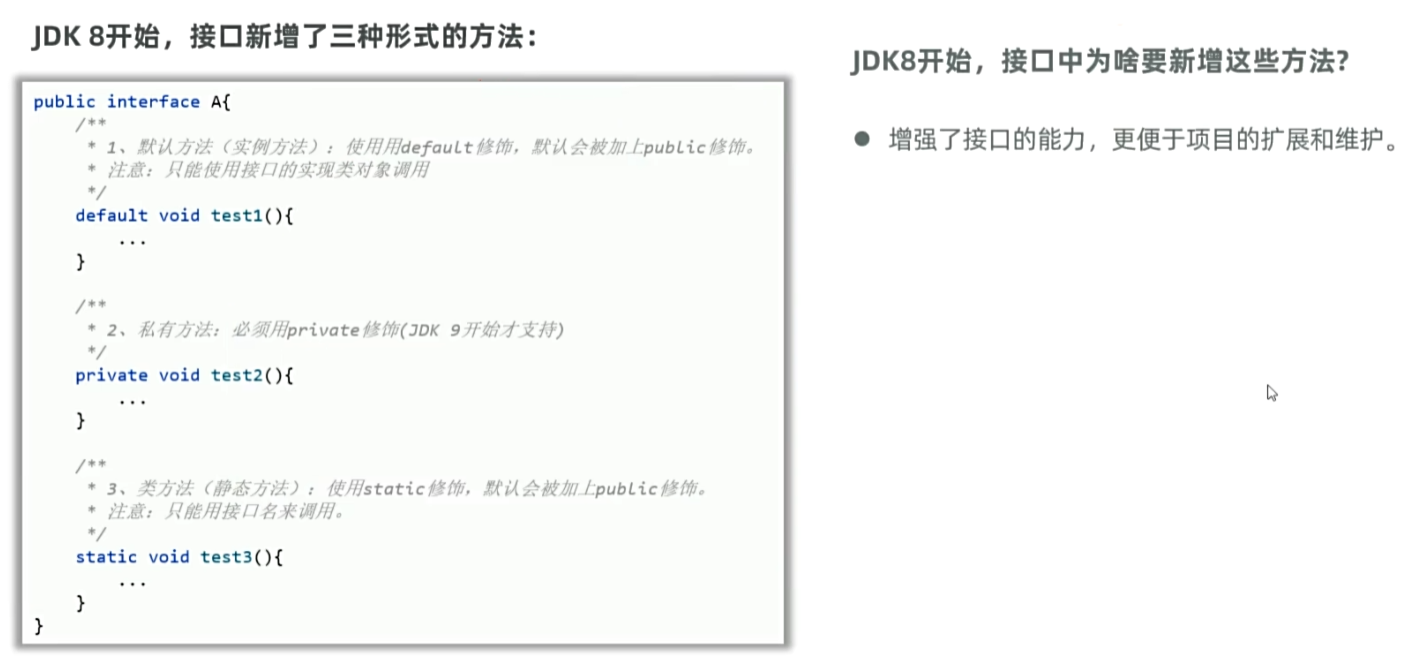 JDK 8开始，接口新增了三种形式的方法：
public interface A{
/**
* 1、默认方法（实例方法）：使用用default修饰，默认会被加上public修饰。
* 注意：只能使用接口的实现类对象调用
*/
default void test1(){
...
}
/**
* 2、私有方法：必须用private修饰(JDK 9开始才支持)
*/
private void test2(){
...
}
/**
* 3、类方法（静态方法）：使用static修饰，默认会被加上public修饰。
* 注意：只能用接口名来调用。
*/
static void test3(){
...
}
}
JDK8开始，接口中为啥要新增这些方法?
● 增强了接口的能力，更便于项目的扩展和维护。